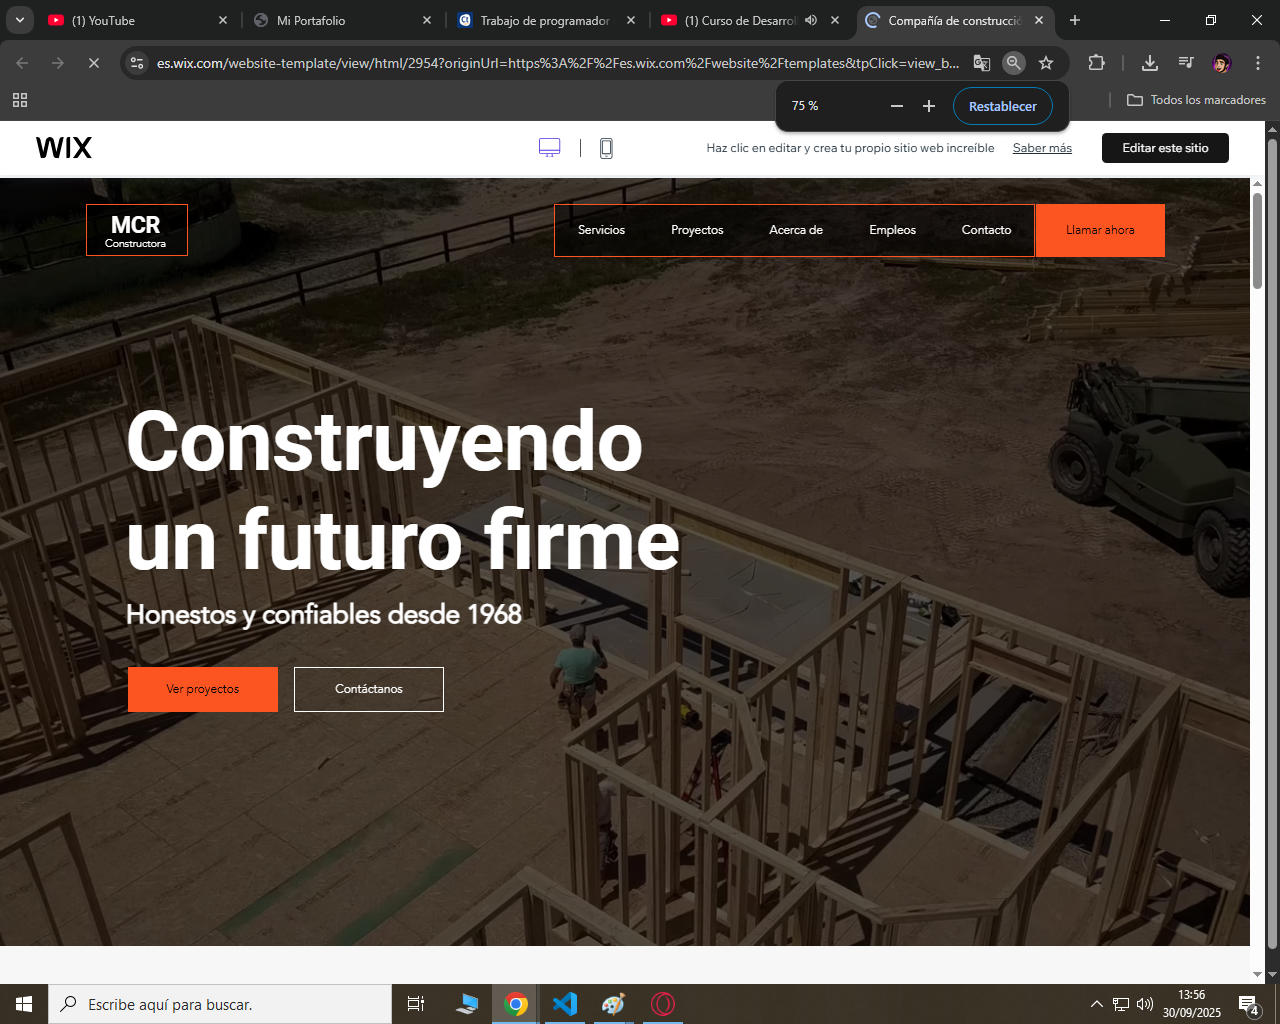 (1) YouTube
Mi Portafolio
Trabajo de programador
(1) Curso de Desarroll
Compañía de construcció
es.wix.com/website-template/view/html/2954?originUrl=https%3A%2F%2Fes.wix.com%2Fwebsite%2Ftemplates&tpClick=view_b...
Todos los marcadores
75 %
Restablecer
WIX
Haz clic en editar y crea tu propio sitio web increíble
Saber más
Editar este sitio
MCR
Constructora
Servicios
Proyectos
Acerca de
Empleos
Contacto
Llamar ahora
Construyendo
un futuro firme
Honestos y confiables desde 1968
Ver proyectos
Contáctanos
Escribe aquí para buscar.
13:56
30/09/2025
4